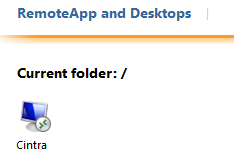 RemoteApp and Desktops
Current folder: /
Cintra